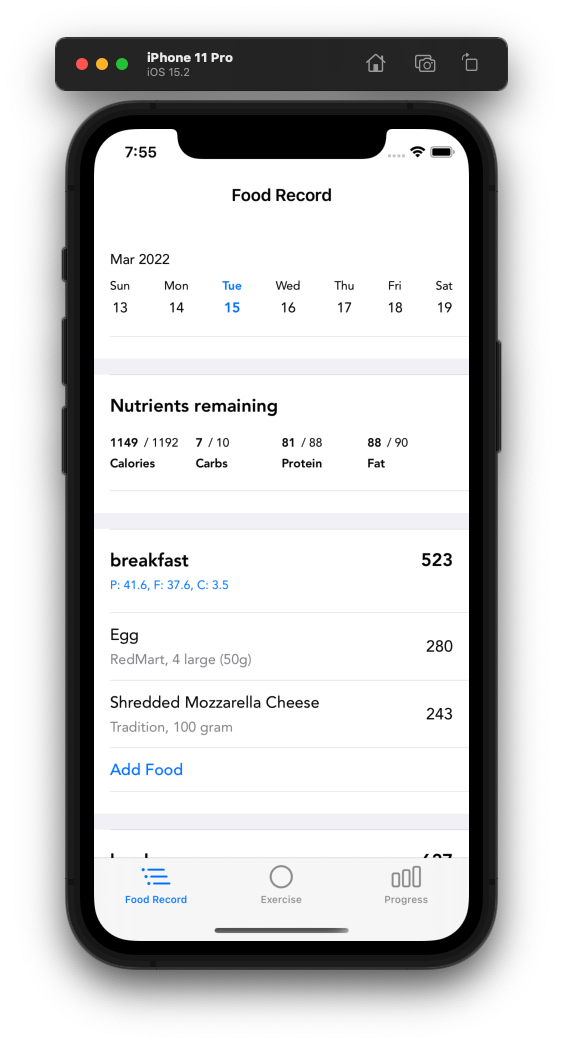 iPhone 11 Pro
iOS 15.2
7:55
Food Record
Mar 2022
Sun Mon Tue Wed Thu Fri Sat
13 14 15 16 17 18 19
Nutrients remaining
1149 / 1192 7 / 10 81 / 88 88 / 90
Calories Carbs Protein Fat
breakfast 523
P: 41.6, F: 37.6, C: 3.5
Egg 280
RedMart, 4 large (50g)
Shredded Mozzarella Cheese 243
Tradition, 100 gram
Add Food
Food Record Exercise Progress